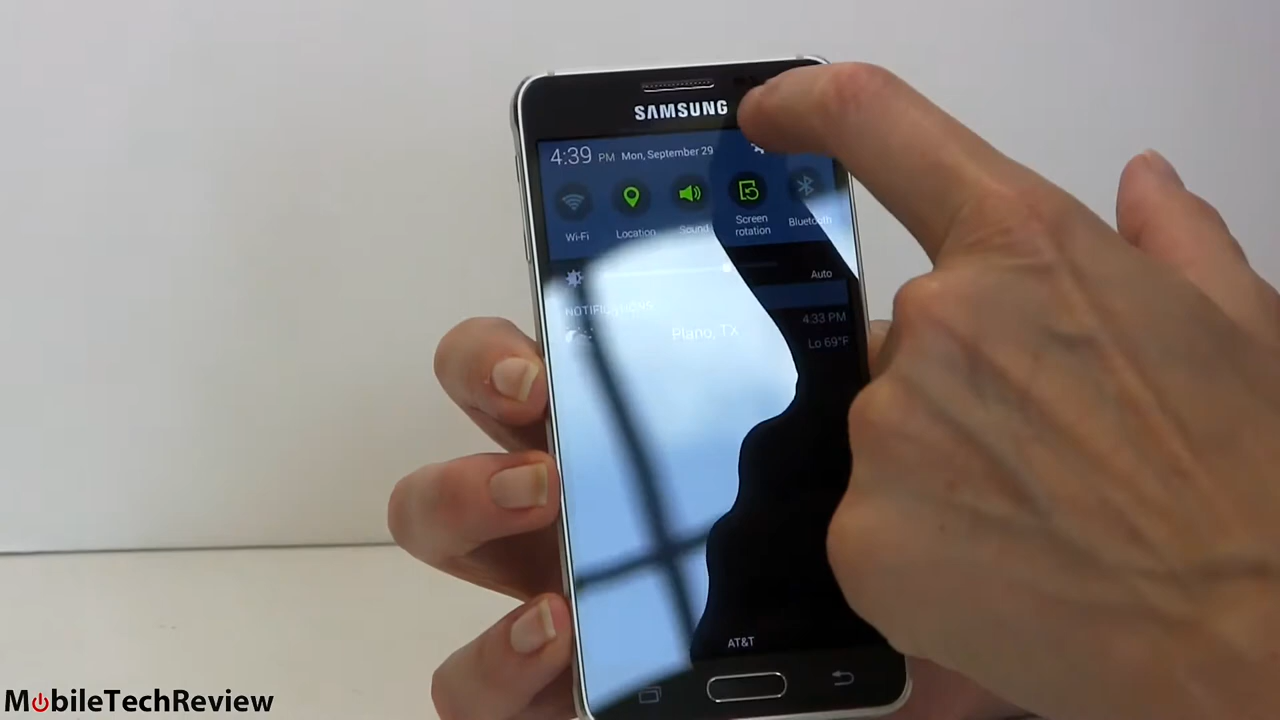 SAMSUNG
4:39 PM Mon, September 29
Wi-Fi Location Sound Screen rotation Bluetooth
Auto
NOTIFICATIONS
4:33 PM
Plano, TX
Lo 69°F
AT&T
MobileTechReview